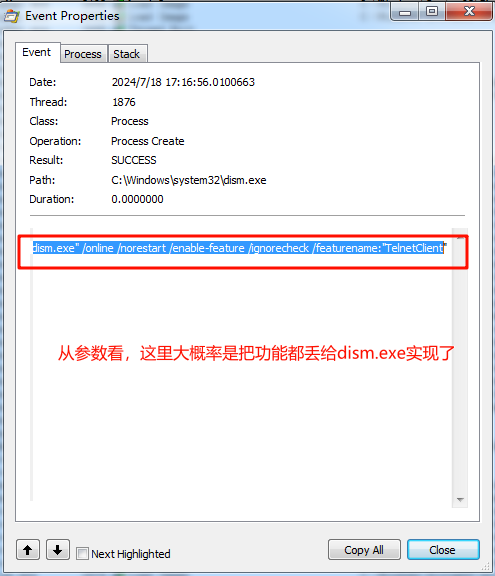 Event Properties
Event Process Stack
Date: 2024/7/18 17:16:56.0100663
Thread: 1876
Class: Process
Operation: Process Create
Result: SUCCESS
Path: C:\Windows\system32\dism.exe
Duration: 0.0000000
dism.exe" /online /norestart /enable-feature /ignorecheck /featurename:"TelnetClient"
从参数看，这里大概率是把功能都丢给dism.exe实现了
Next Highlighted Copy All Close